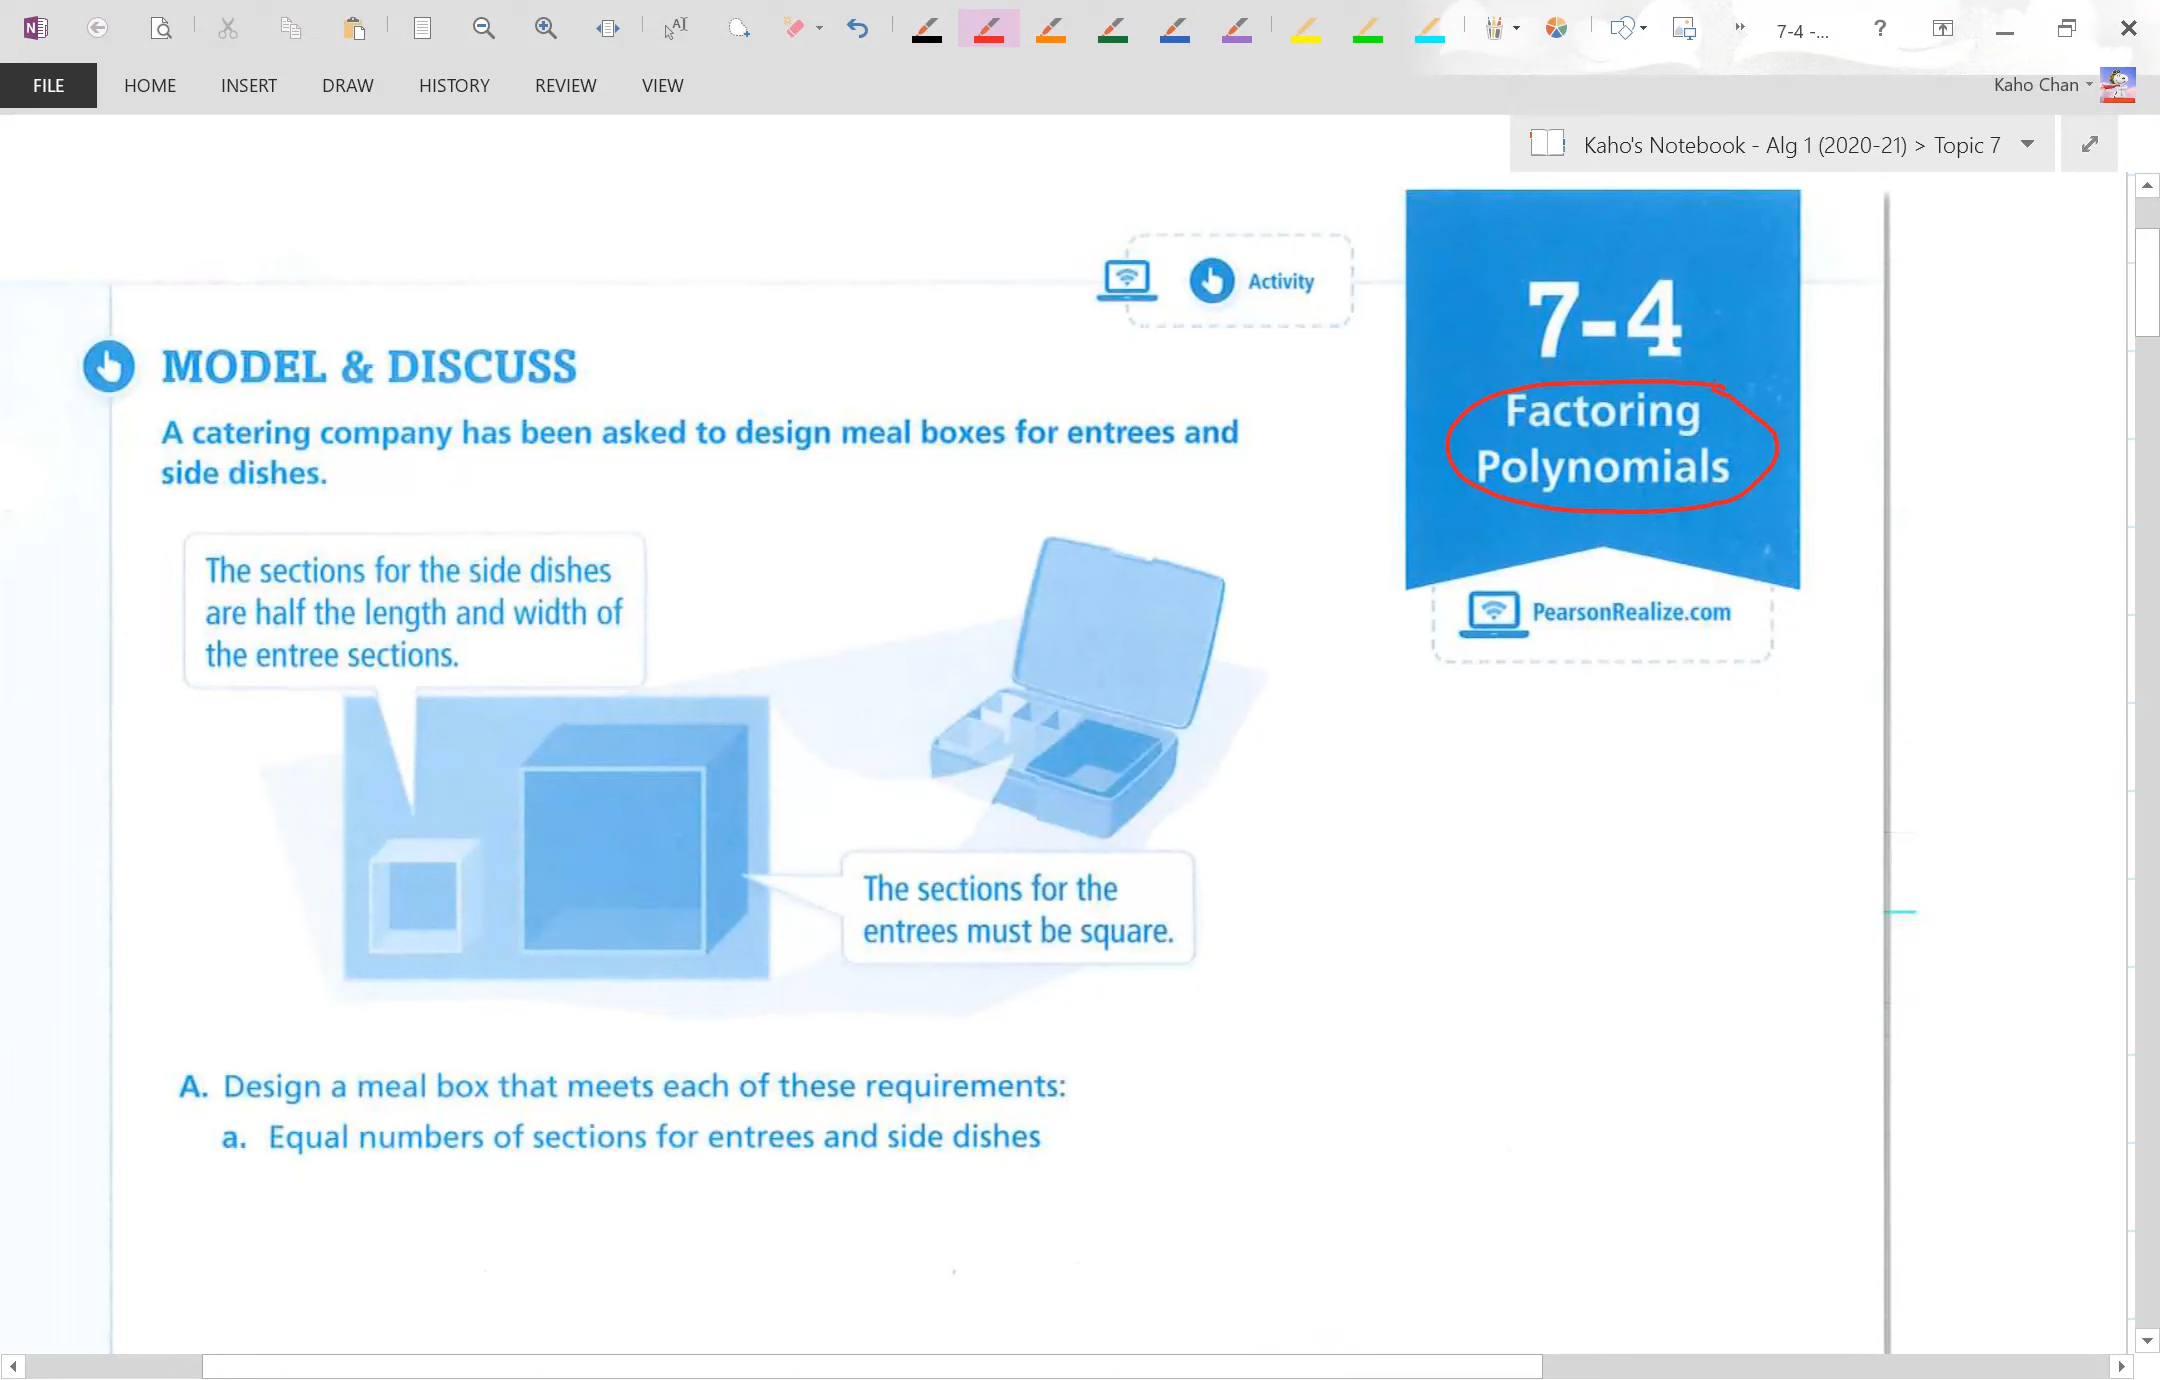 7-4 -...
?
FILE
HOME
INSERT
DRAW
HISTORY
REVIEW
VIEW
Kaho Chan
Kaho's Notebook - Alg 1 (2020-21) > Topic 7
Activity
7-4
Factoring
Polynomials
PearsonRealize.com
MODEL & DISCUSS
A catering company has been asked to design meal boxes for entrees and
side dishes.
The sections for the side dishes
are half the length and width of
the entree sections.
The sections for the
entrees must be square.
A. Design a meal box that meets each of these requirements:
a. Equal numbers of sections for entrees and side dishes